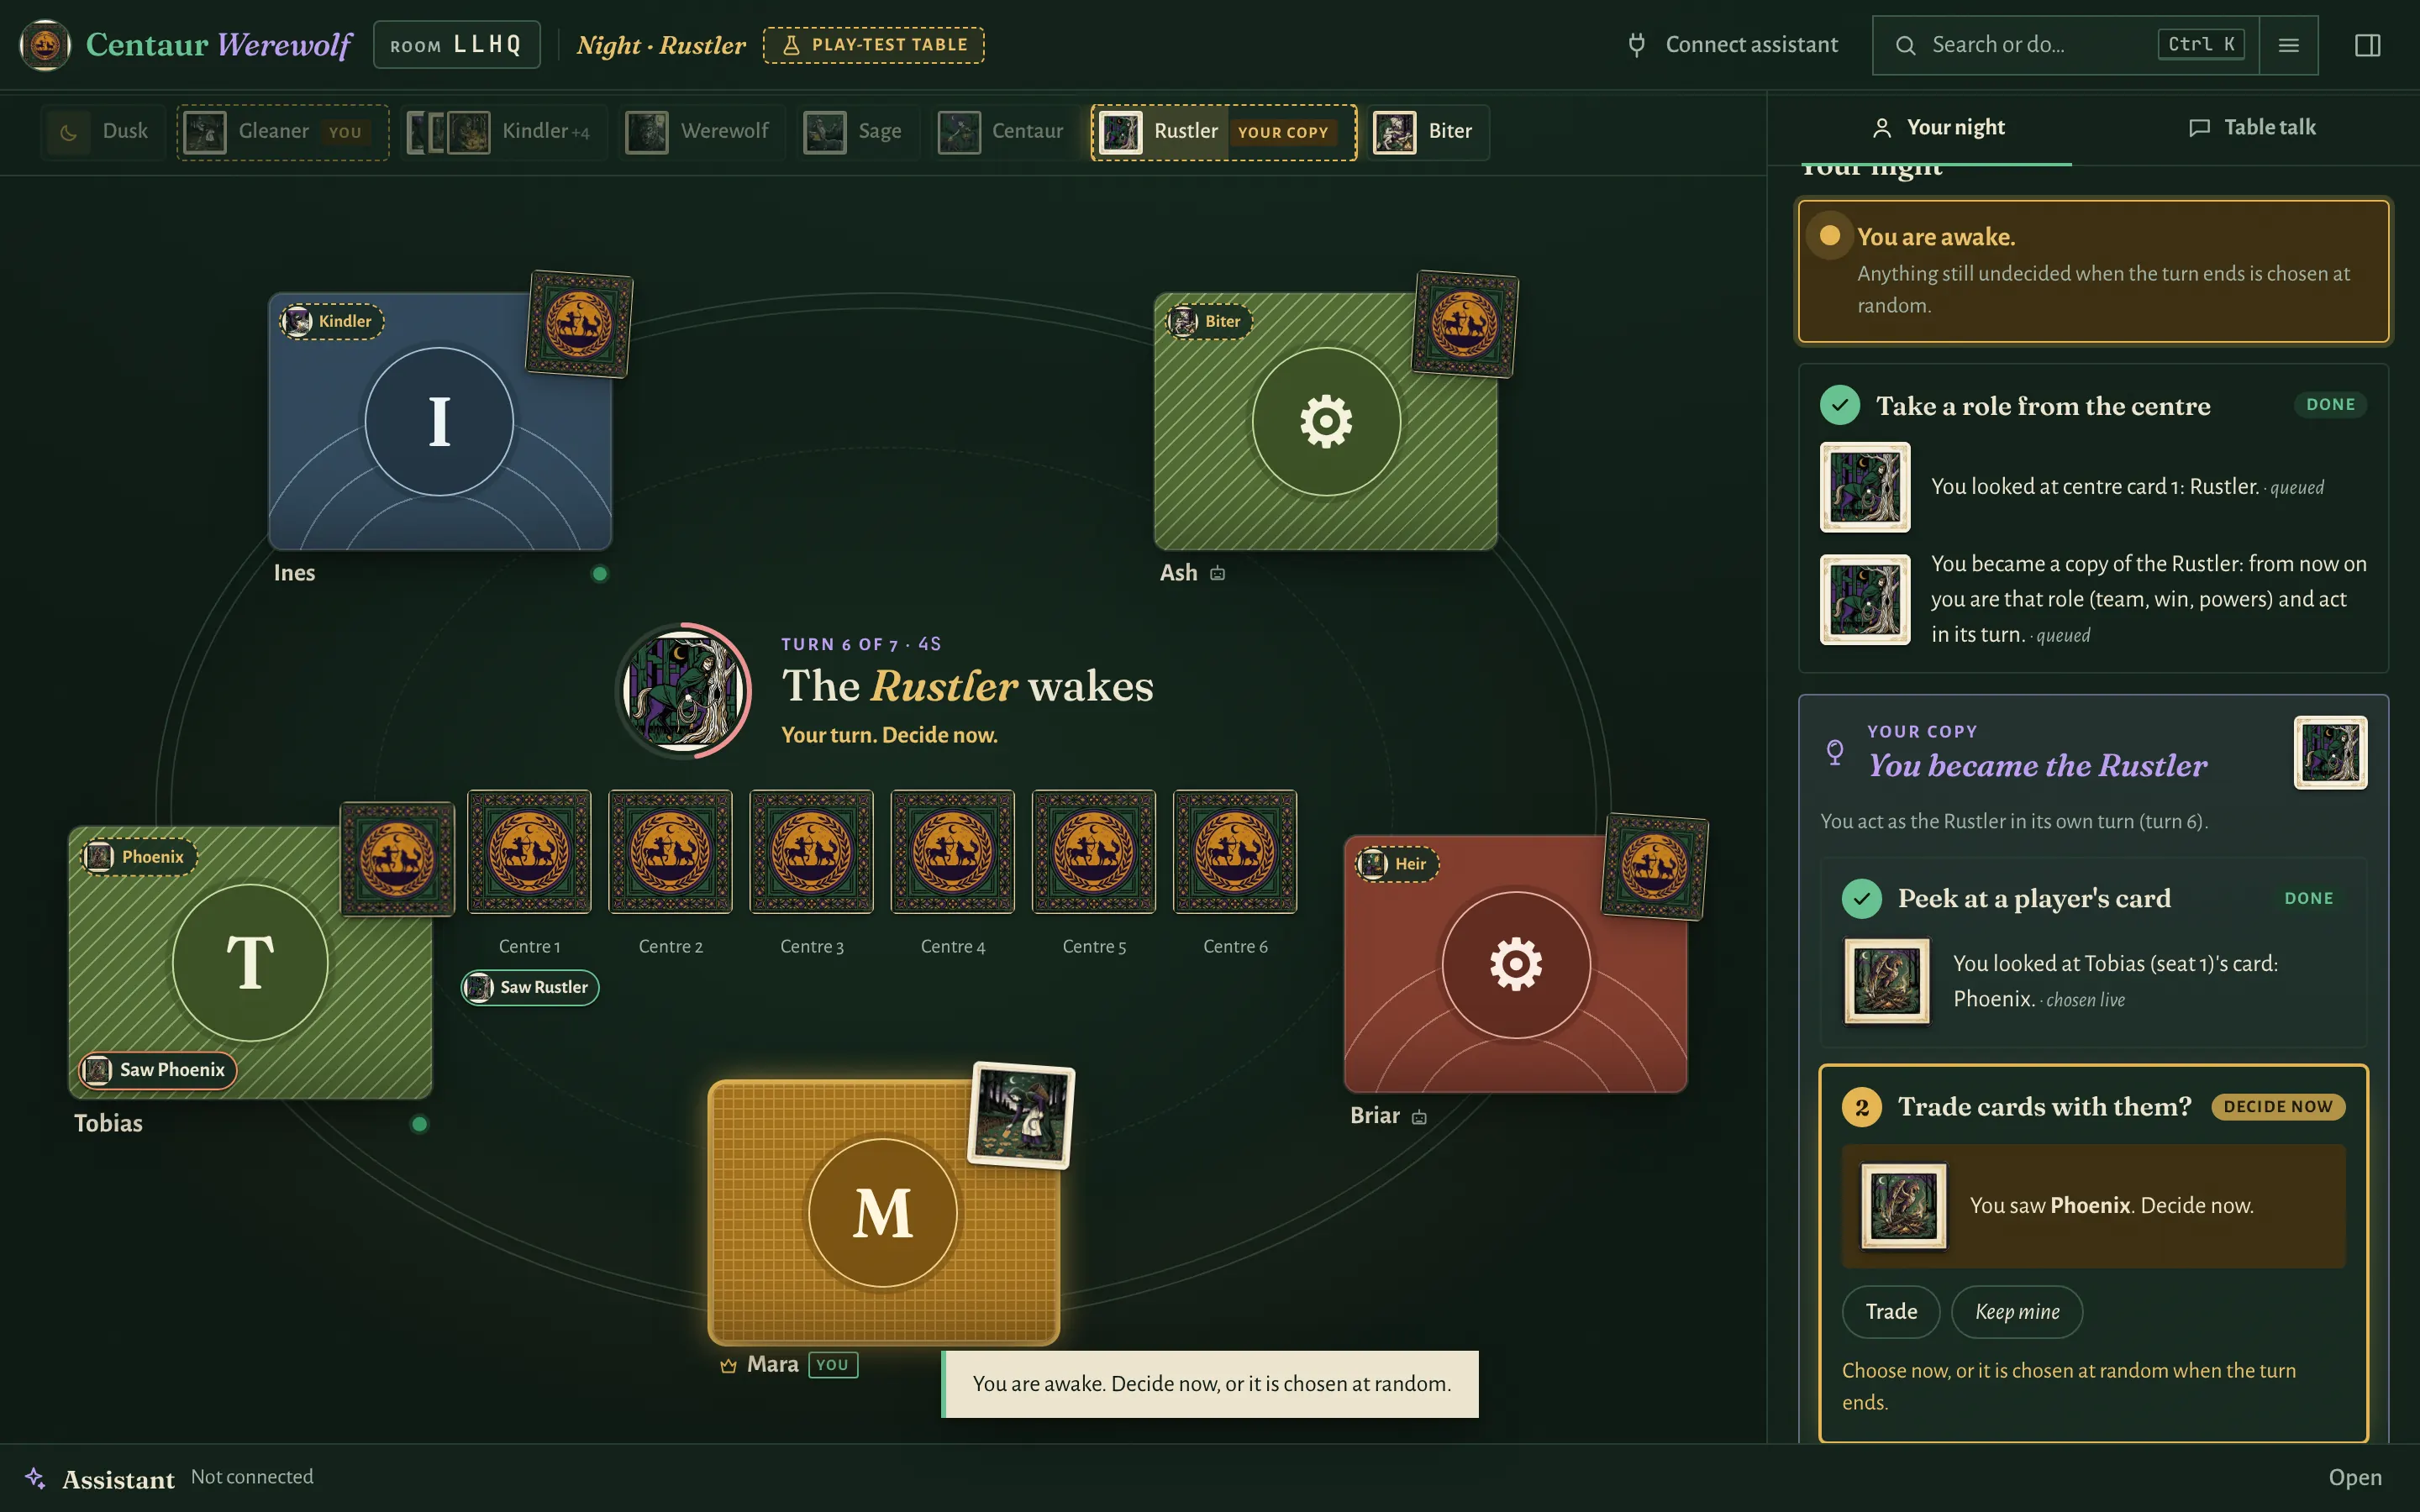 Centaur Werewolf
ROOM LLHQ
Night · Rustler
PLAY-TEST TABLE
Connect assistant
Search or do...
Ctrl K
Dusk
Gleaner YOU
Kindler +4
Werewolf
Sage
Centaur
Rustler YOUR COPY
Biter
Your night
Table talk
Your night
You are awake.
Anything still undecided when the turn ends is chosen at
random.
Take a role from the centre
DONE
You looked at centre card 1: Rustler. · queued
You became a copy of the Rustler: from now on
you are that role (team, win, powers) and act
in its turn. · queued
YOUR COPY
You became the Rustler
You act as the Rustler in its own turn (turn 6).
Peek at a player's card
DONE
You looked at Tobias (seat 1)'s card:
Phoenix. · chosen live
2
Trade cards with them?
DECIDE NOW
You saw Phoenix. Decide now.
Trade
Keep mine
Choose now, or it is chosen at random when the turn
ends.
Kindler
I
Ines
Biter
Ash
TURN 6 OF 7 · 4S
The Rustler wakes
Your turn. Decide now.
Phoenix
T
Saw Phoenix
Tobias
Centre 1
Centre 2
Centre 3
Centre 4
Centre 5
Centre 6
Saw Rustler
Heir
Briar
M
Mara YOU
You are awake. Decide now, or it is chosen at random.
Assistant
Not connected
Open